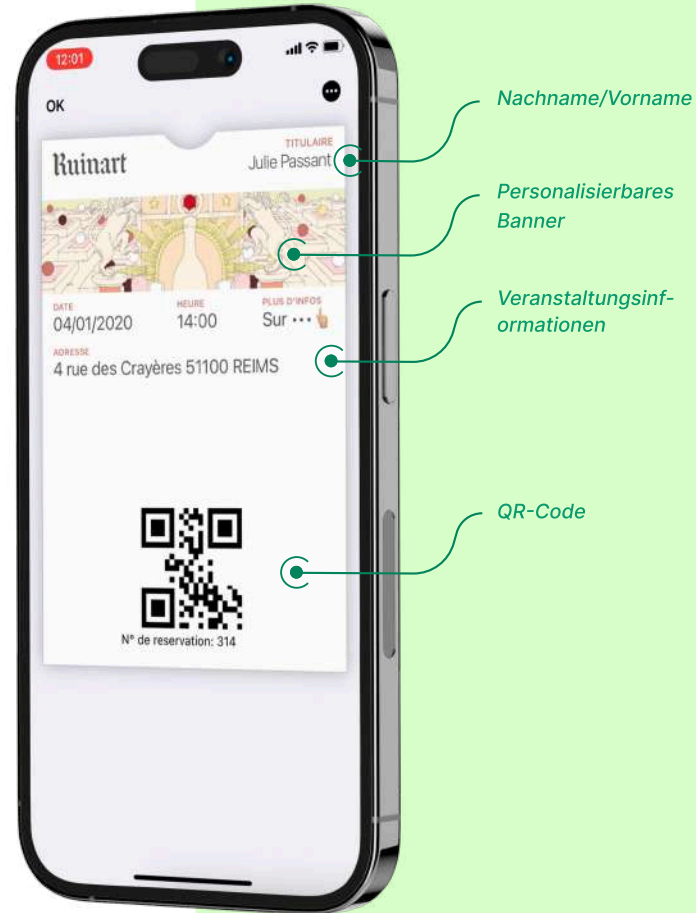 12:01
OK
Ruinart
TITULAIRE
Julie Passant
DATE
04/01/2020
HEURE
14:00
PLUS D'INFOS
Sur •••
ADRESSE
4 rue des Crayères 51100 REIMS
N° de reservation: 314
Nachname/Vorname
Personalisierbares
Banner
Veranstaltungsinf-
ormationen
QR-Code